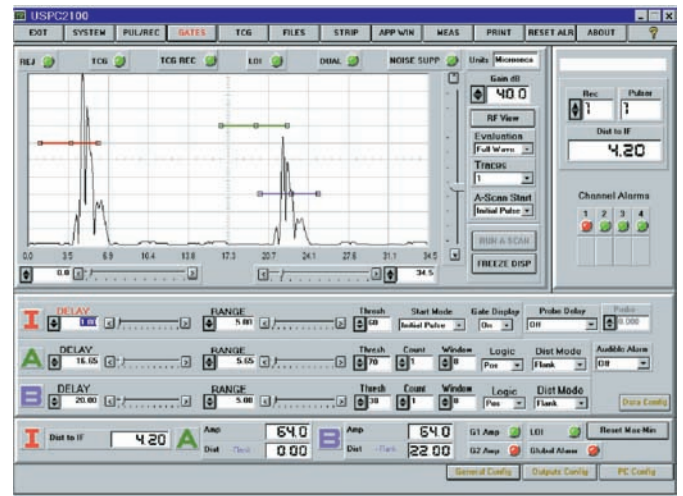 USPC2100
EXIT SYSTEM PUL/REC GATES TCG FILES STRIP APP WIN MEAS PRINT RESET ALR ABOUT ?
REJ TCG TCG REC LOI DUAL NOISE SUPP Units Microsecs
Gain dB
40.0
RF View
Evaluation
Full Wave
Traces
1
A-Scan Start
Initial Pulse
RUN A SCAN
FREEZE DISP
0.0 3.5 6.9 10.4 13.8 17.3 20.7 24.1 27.6 31.1 34.5
0.0 34.5
Rec Pulser
1 1
Dist to IF
4.20
Channel Alarms
1 2 3 4
I DELAY RANGE 5.00 Thresh 60 Start Mode Initial Pulse Gate Display On Probe Delay Off Probe 0.000
A DELAY 16.65 RANGE 5.65 Thresh 70 Count 1 Window 8 Logic Pos Dist Mode Flank Audible Alarm Off
B DELAY 20.00 RANGE 5.00 Thresh 30 Count 1 Window 8 Logic Pos Dist Mode Flank Data Config
I Dist to IF 4.20 A Amp 64.0 B Amp 64.0 G1 Amp LOI Reset Max-Min
Dist - Flank 0.00 Dist - Flank 22.00 G2 Amp Global Alarm
General Config Outputs Config PC Config